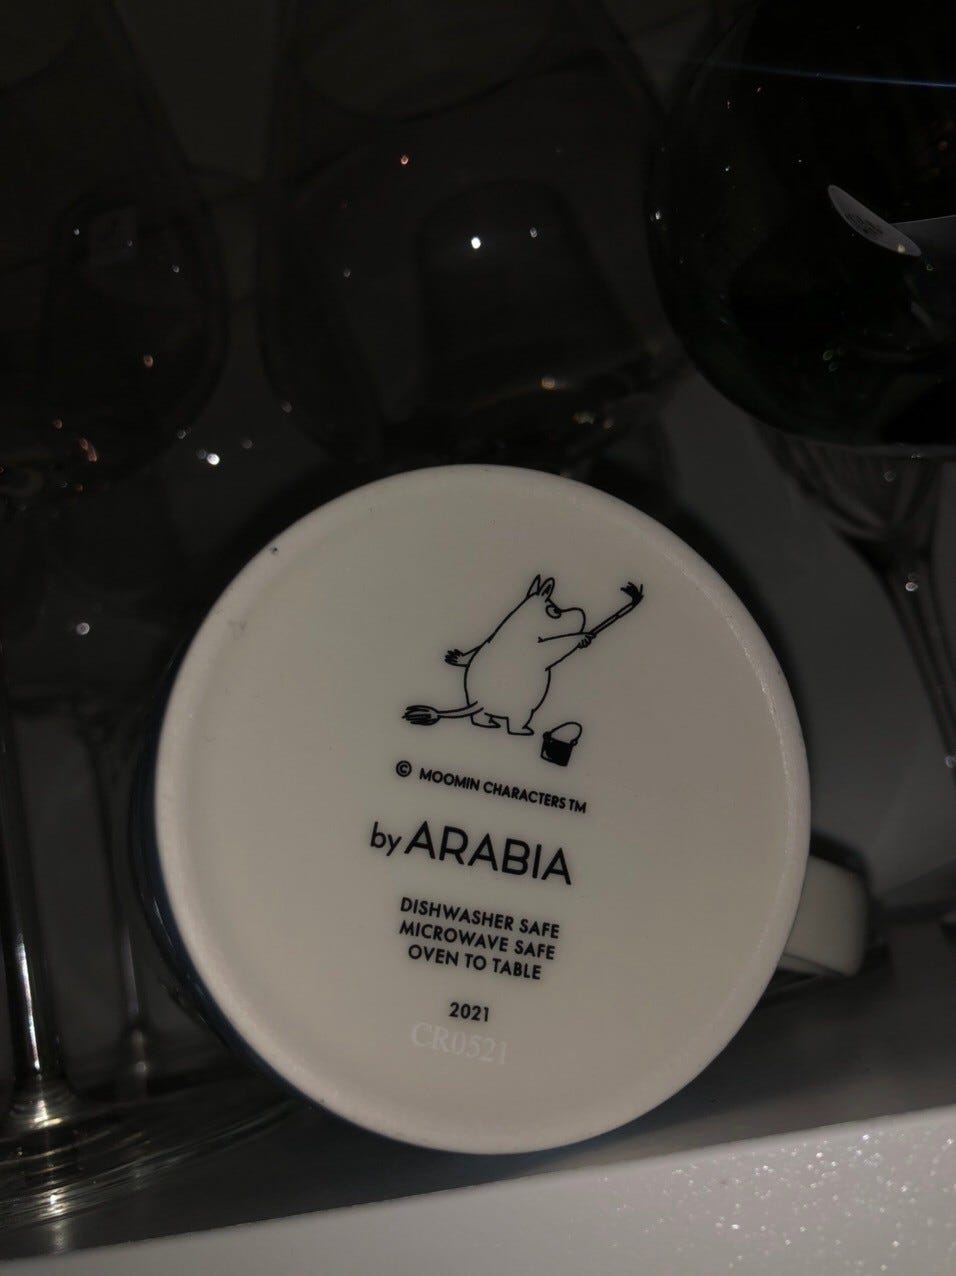 © MOOMIN CHARACTERS TM
by ARABIA
DISHWASHER SAFE
MICROWAVE SAFE
OVEN TO TABLE
2021
CR0521